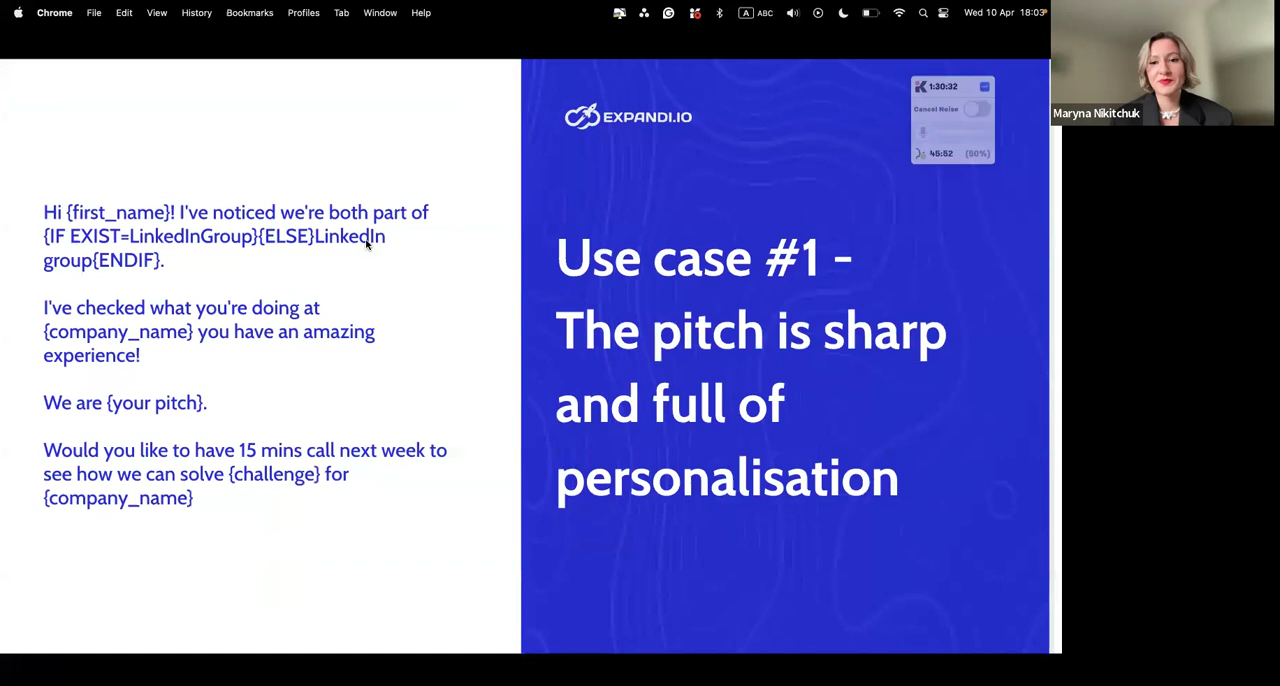 Chrome File Edit View History Bookmarks Profiles Tab Window Help A ABC Wed 10 Apr 18:03
Maryna Nikitchuk
EXPANDI.IO
1:30:32
Cancel Noise
45:52 (50%)
Hi {first_name}! I've noticed we're both part of
{IF EXIST=LinkedInGroup}{ELSE}LinkedIn
group{ENDIF}.
I've checked what you're doing at
{company_name} you have an amazing
experience!
We are {your pitch}.
Would you like to have 15 mins call next week to
see how we can solve {challenge} for
{company_name}
Use case #1 -
The pitch is sharp
and full of
personalisation